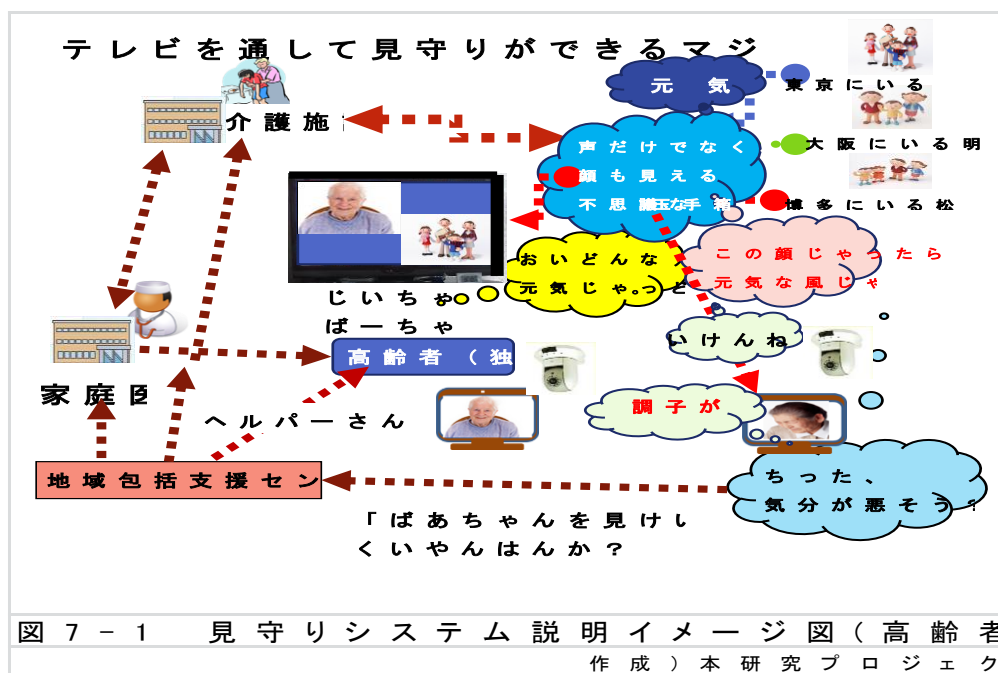 テレビを通して見守りができるマジ
元気
東京にいる
介護施
声だけでなく
顔も見える
不思議な玉手箱
大阪にいる明
博多にいる松
おいどんな
元気じゃっど。
この顔じゃったら
元気な風じゃ
じいちゃ
ばーちゃ
いけんね
高齢者（独
家庭医
調子が
ヘルパーさん
地域包括支援セン
ちった、
気分が悪そう？
「ばあちゃんを見けし
くいやんはんか？
図7-1 見守りシステム説明イメージ図(高齢者
作成）本研究プロジェク